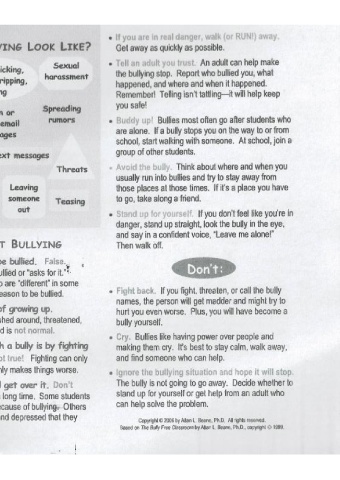 ING LOOK LIKE?
icking,
ripping,
ng
Sexual
harassment
n or
email
ages
Spreading
rumors
ext messages
Threats
Leaving
someone
out
Teasing
T BULLYING
be bullied. False.
ullied or "asks for it."
o are "different" in some
eason to be bullied.
of growing up.
shed around, threatened,
d is not normal.
h a bully is by fighting
ot true! Fighting can only
nly makes things worse.
l get over it. Don't
long time. Some students
cause of bullying. Others
nd depressed that they
• If you are in real danger, walk (or RUN!) away.
Get away as quickly as possible.
• Tell an adult you trust. An adult can help make
the bullying stop. Report who bullied you, what
happened, and where and when it happened.
Remember! Telling isn't tattling—it will help keep
you safe!
• Buddy up! Bullies most often go after students who
are alone. If a bully stops you on the way to or from
school, start walking with someone. At school, join a
group of other students.
• Avoid the bully. Think about where and when you
usually run into bullies and try to stay away from
those places at those times. If it's a place you have
to go, take along a friend.
• Stand up for yourself. If you don't feel like you're in
danger, stand up straight, look the bully in the eye,
and say in a confident voice, "Leave me alone!"
Then walk off.
Don't:
• Fight back. If you fight, threaten, or call the bully
names, the person will get madder and might try to
hurt you even worse. Plus, you will have become a
bully yourself.
• Cry. Bullies like having power over people and
making them cry. It's best to stay calm, walk away,
and find someone who can help.
• Ignore the bullying situation and hope it will stop.
The bully is not going to go away. Decide whether to
stand up for yourself or get help from an adult who
can help solve the problem.
Copyright © 2009 by Allan L. Beane, Ph.D. All rights reserved.
Based on The Bully Free Classroom by Allan L. Beane, Ph.D., copyright © 1999.